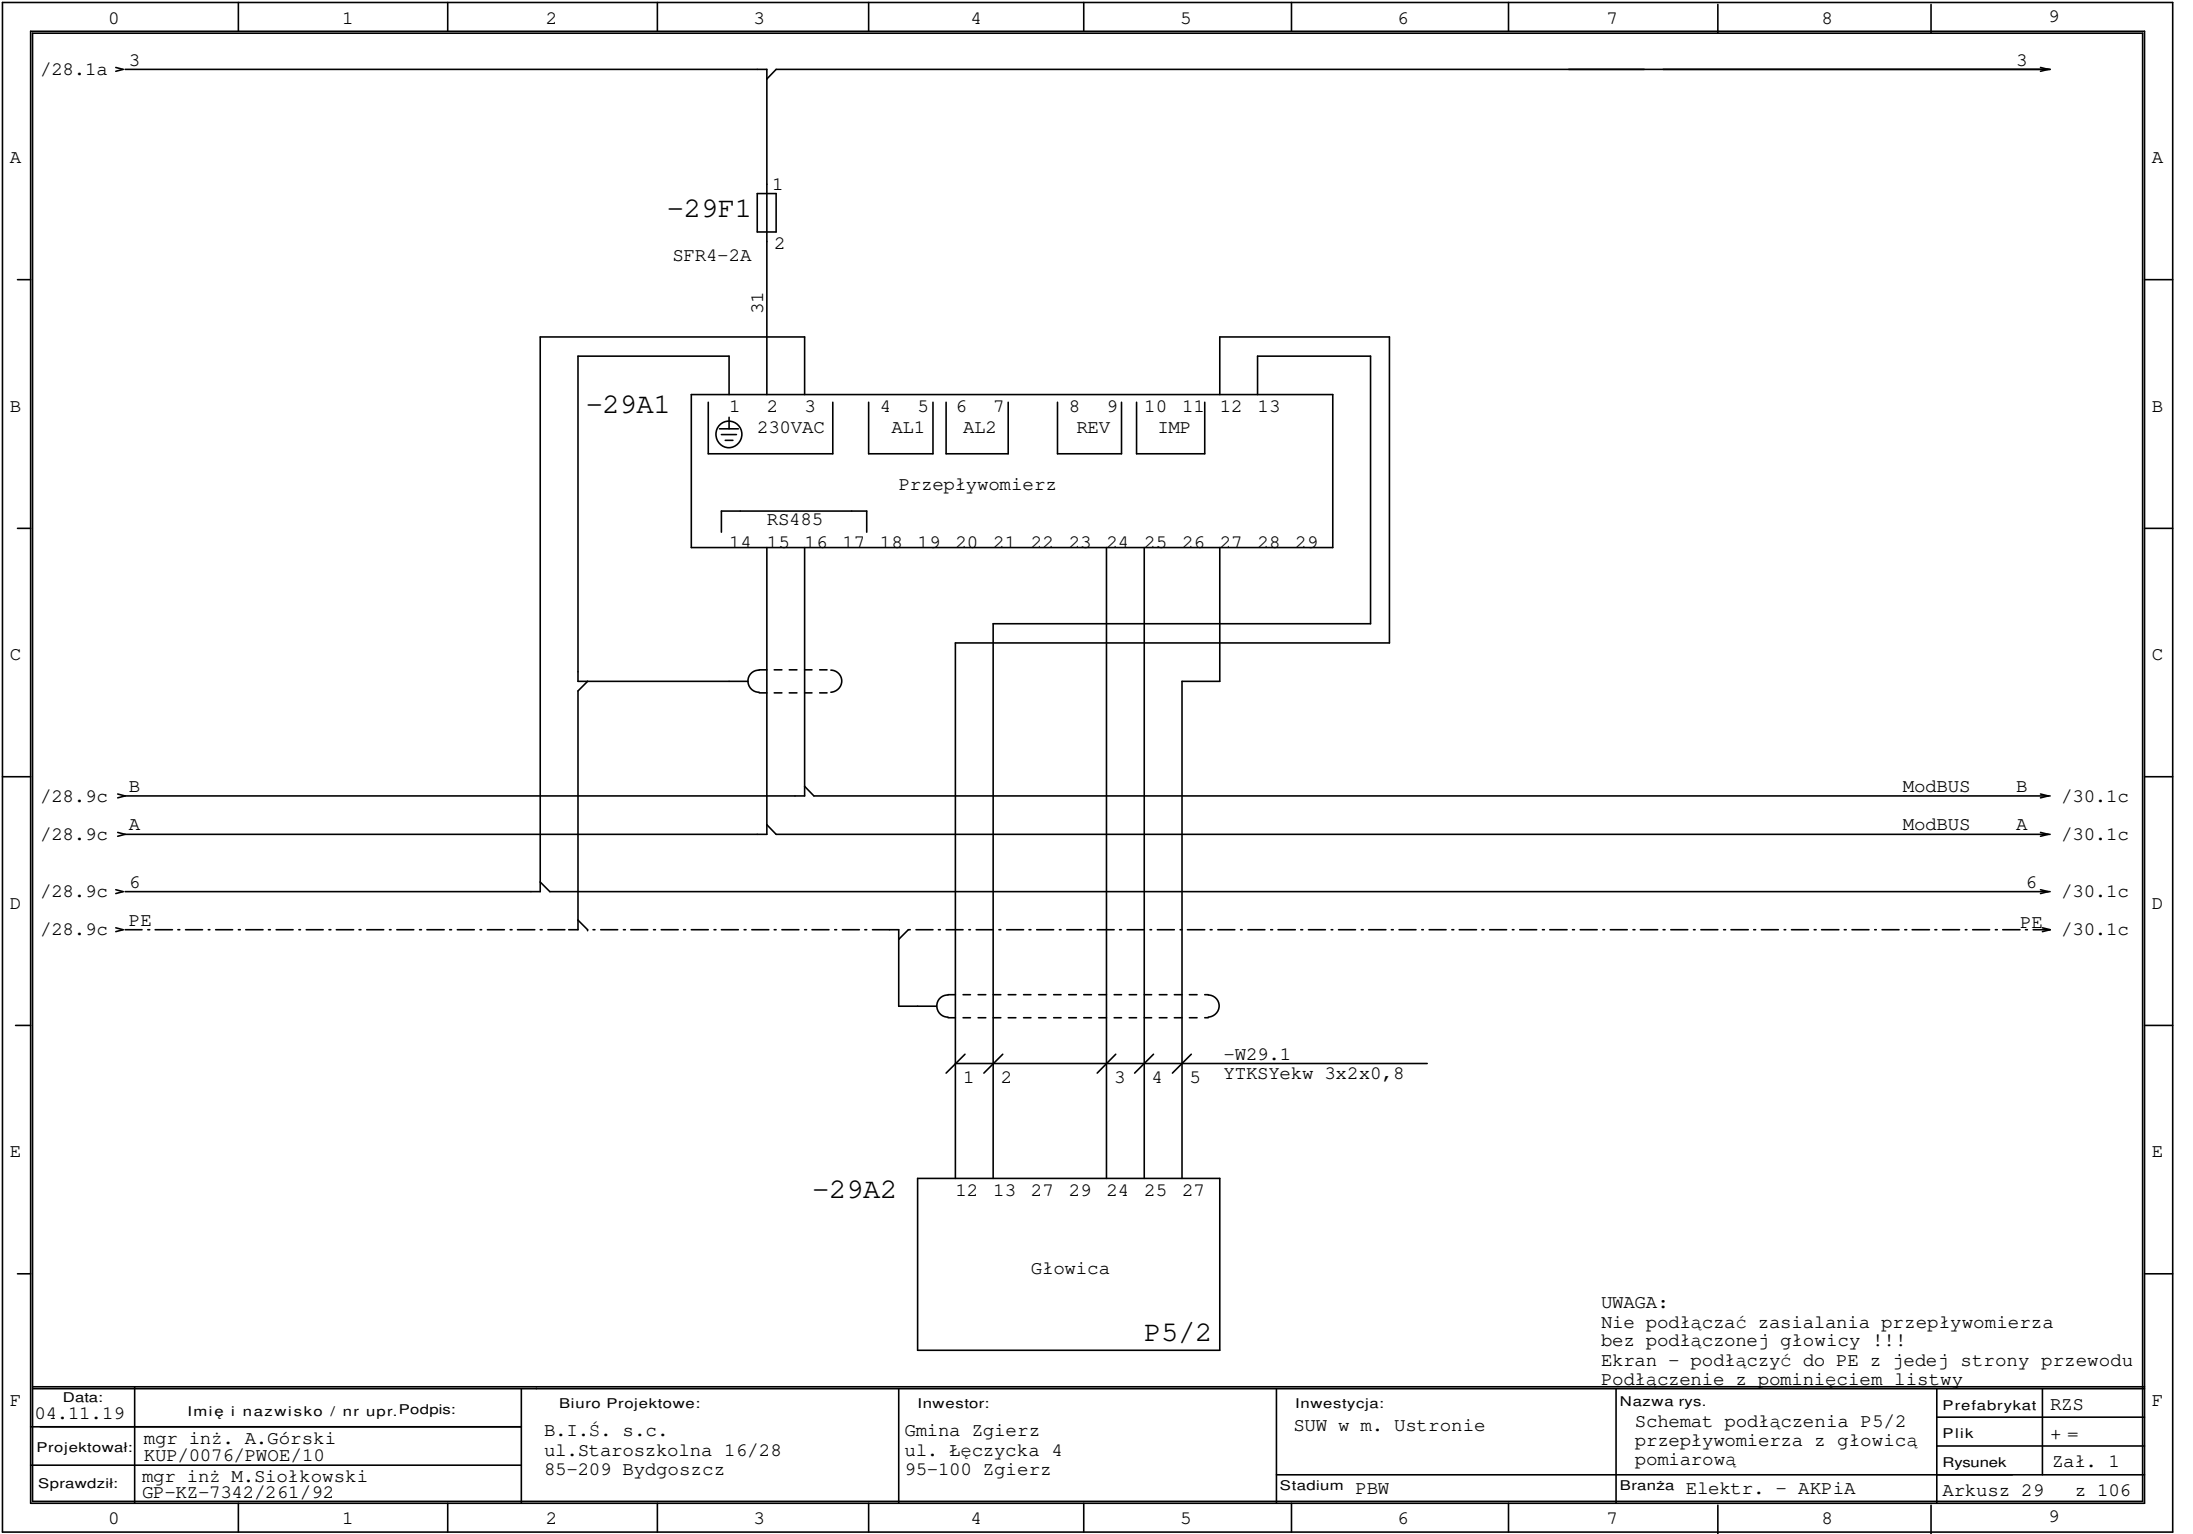 0 1 2 3 4 5 6 7 8 9
/28.1a 3 3
A A
1
-29F1
2
SFR4-2A
31
B B
-29A1
1 2 3 4 5 6 7 8 9 10 11 12 13
230VAC AL1 AL2 REV IMP
Przepływomierz
RS485
14 15 16 17 18 19 20 21 22 23 24 25 26 27 28 29
C C
/28.9c B ModBUS B /30.1c
/28.9c A ModBUS A /30.1c
/28.9c 6 6 /30.1c
D D
/28.9c PE PE /30.1c
-W29.1
1 2 3 4 5 YTKSYekw 3x2x0,8
E E
-29A2
12 13 27 29 24 25 27
Głowica
P5/2
UWAGA:
Nie podłączać zasialania przepływomierza
bez podłączonej głowicy !!!
Ekran - podłączyć do PE z jedej strony przewodu
Podłączenie z pominięciem listwy
F F
Data:
04.11.19
Imię i nazwisko / nr upr. Podpis:
Projektował:
mgr inż. A.Górski
KUP/0076/PWOE/10
Sprawdził:
mgr inż M.Siołkowski
GP-KZ-7342/261/92
Biuro Projektowe:
B.I.Ś. s.c.
ul.Staroszkolna 16/28
85-209 Bydgoszcz
Inwestor:
Gmina Zgierz
ul. Łęczycka 4
95-100 Zgierz
Inwestycja:
SUW w m. Ustronie
Stadium PBW
Nazwa rys.
Schemat podłączenia P5/2
przepływomierza z głowicą
pomiarową
Branża Elektr. - AKPiA
Prefabrykat RZS
Plik + =
Rysunek Zał. 1
Arkusz 29 z 106
0 1 2 3 4 5 6 7 8 9